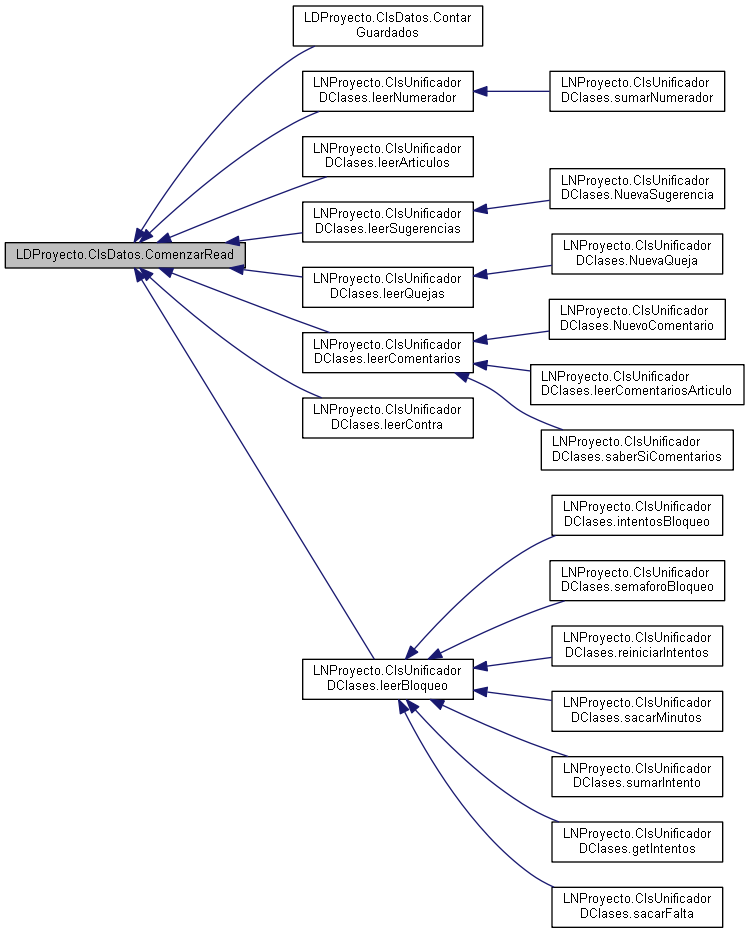 LDProyecto.ClsDatos.Contar
Guardados
LNProyecto.ClsUnificador
DClases.leerNumerador
LNProyecto.ClsUnificador
DClases.sumarNumerador
LNProyecto.ClsUnificador
DClases.leerArticulos
LNProyecto.ClsUnificador
DClases.leerSugerencias
LNProyecto.ClsUnificador
DClases.NuevaSugerencia
LDProyecto.ClsDatos.ComenzarRead
LNProyecto.ClsUnificador
DClases.leerQuejas
LNProyecto.ClsUnificador
DClases.NuevaQueja
LNProyecto.ClsUnificador
DClases.leerComentarios
LNProyecto.ClsUnificador
DClases.NuevoComentario
LNProyecto.ClsUnificador
DClases.leerComentariosArticulo
LNProyecto.ClsUnificador
DClases.saberSiComentarios
LNProyecto.ClsUnificador
DClases.leerContra
LNProyecto.ClsUnificador
DClases.leerBloqueo
LNProyecto.ClsUnificador
DClases.intentosBloqueo
LNProyecto.ClsUnificador
DClases.semaforoBloqueo
LNProyecto.ClsUnificador
DClases.reiniciarIntentos
LNProyecto.ClsUnificador
DClases.sacarMinutos
LNProyecto.ClsUnificador
DClases.sumarIntento
LNProyecto.ClsUnificador
DClases.getIntentos
LNProyecto.ClsUnificador
DClases.sacarFalta